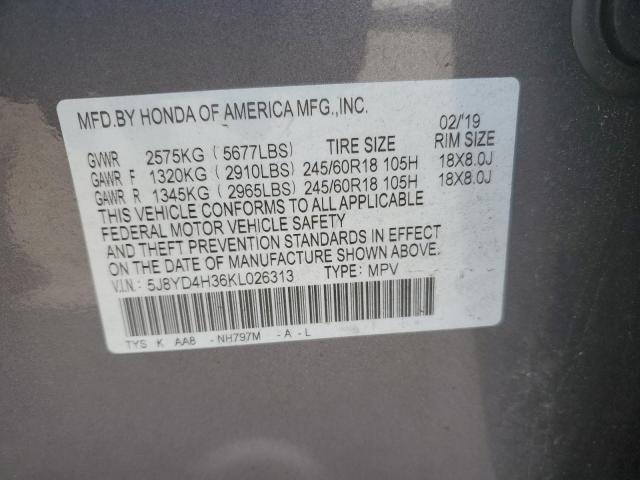 MFD.BY HONDA OF AMERICA MFG.,INC. 02/'19
TIRE SIZE RIM SIZE
GVWR 2575KG ( 5677LBS)
GAWR F 1320KG ( 2910LBS) 245/60R18 105H 18X8.0J
GAWR R 1345KG ( 2965LBS) 245/60R18 105H 18X8.0J
THIS VEHICLE CONFORMS TO ALL APPLICABLE
FEDERAL MOTOR VEHICLE SAFETY
AND THEFT PREVENTION STANDARDS IN EFFECT
ON THE DATE OF MANUFACTURE SHOWN ABOVE.
V.I.N.: 5J8YD4H36KL026313 TYPE: MPV
TYS K AA8 - NH797M - A - L